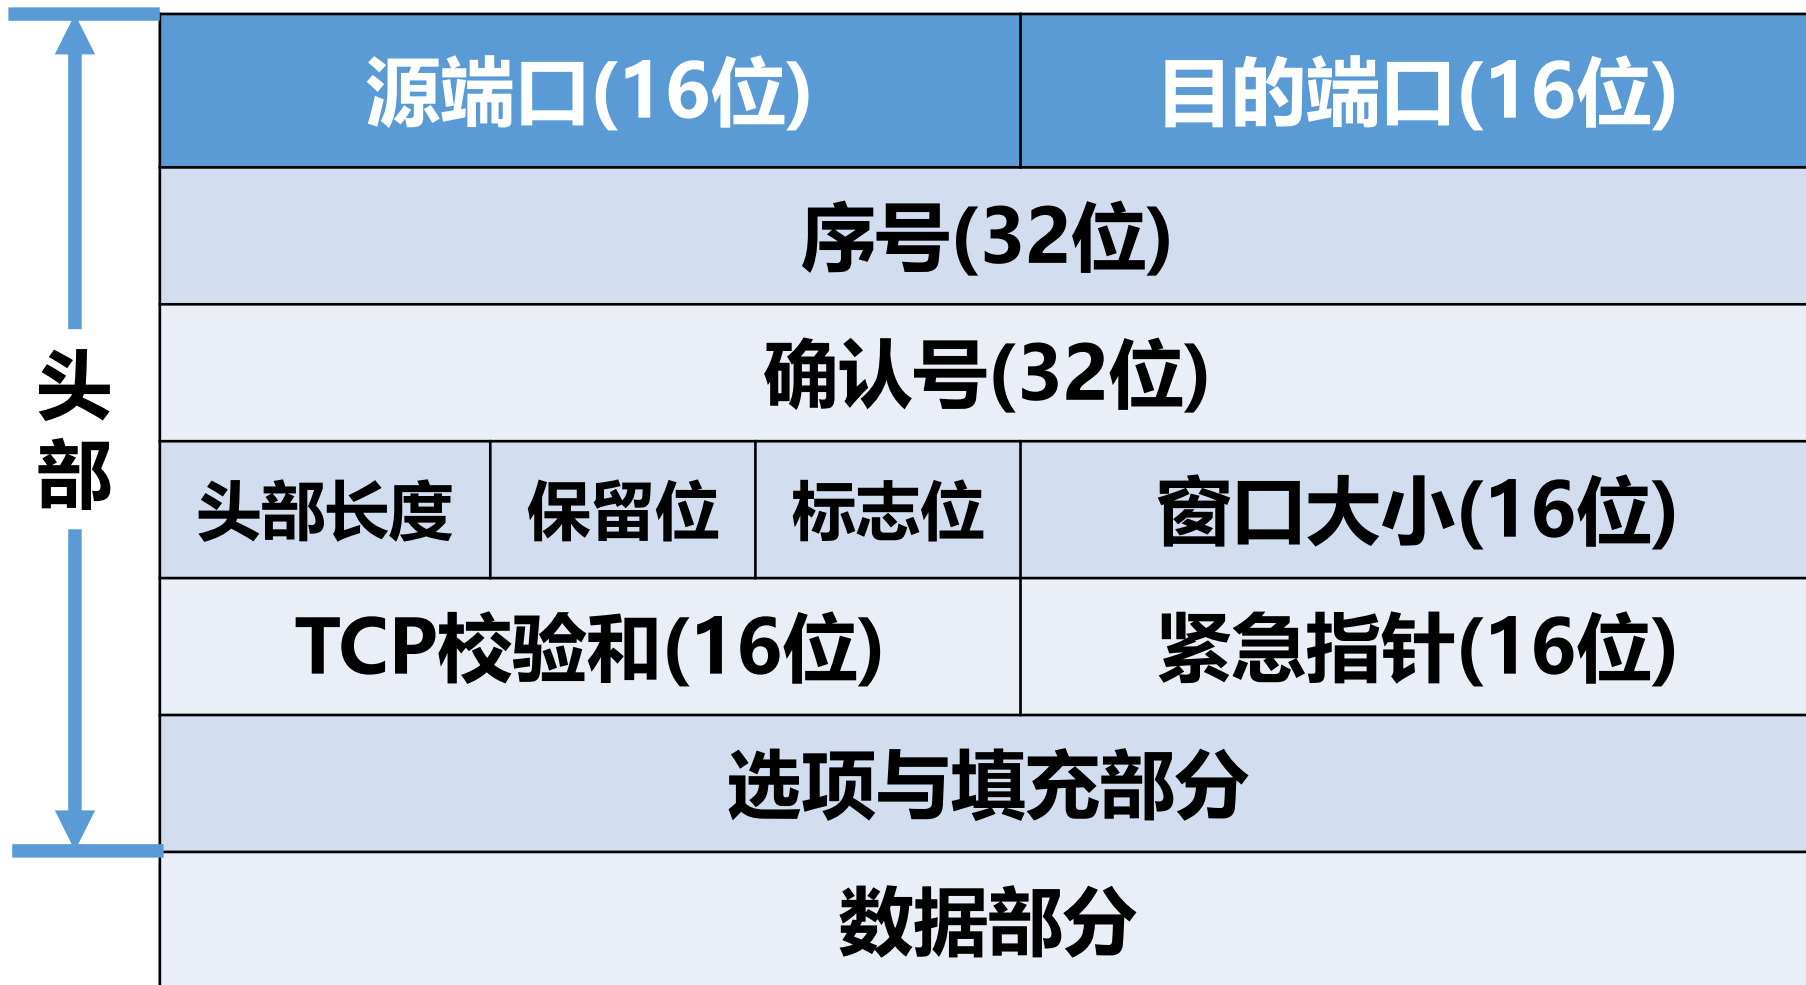 源端口(16位)
目的端口(16位)
序号(32位)
头部
确认号(32位)
头部长度
保留位
标志位
窗口大小(16位)
TCP校验和(16位)
紧急指针(16位)
选项与填充部分
数据部分